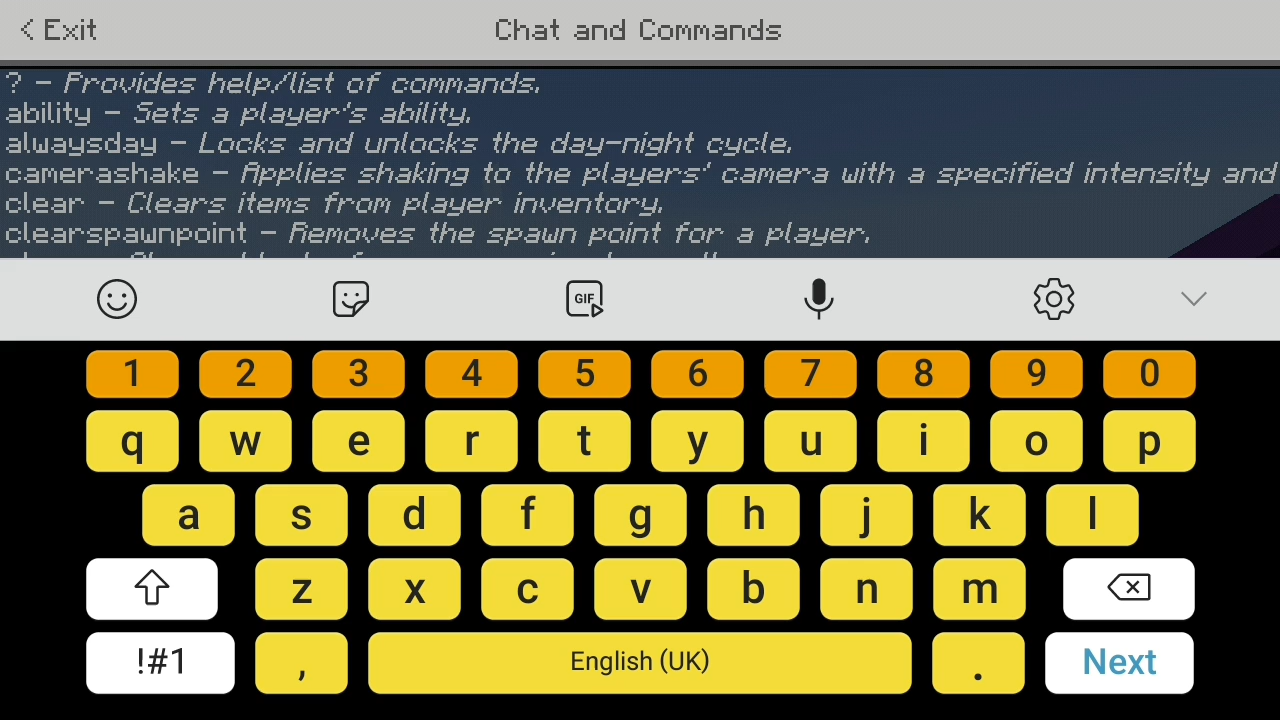 < Exit
Chat and Commands
? - Provides help/list of commands.
ability - Sets a player's ability.
alwaysday - Locks and unlocks the day-night cycle.
camerashake - Applies shaking to the players' camera with a specified intensity and
clear - Clears items from player inventory.
clearspawnpoint - Removes the spawn point for a player.
GIF
1 2 3 4 5 6 7 8 9 0
q w e r t y u i o p
a s d f g h j k l
z x c v b n m
!#1 , English (UK) . Next